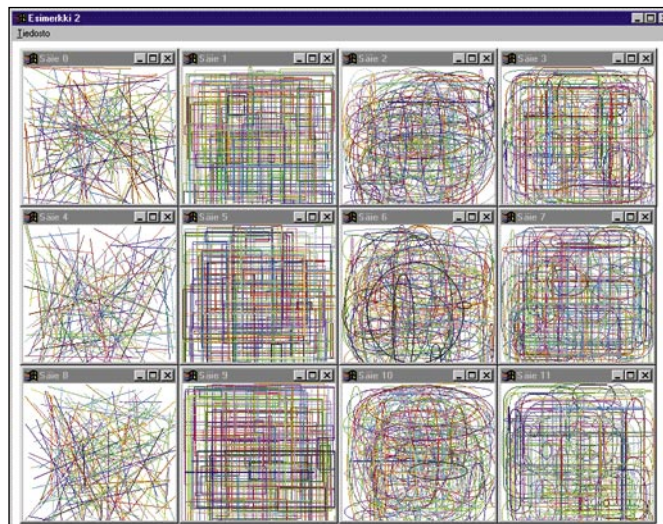 Esimerkki 2
Tiedosto
Säie 0
Säie 1
Säie 2
Säie 3
Säie 4
Säie 5
Säie 6
Säie 7
Säie 8
Säie 9
Säie 10
Säie 11